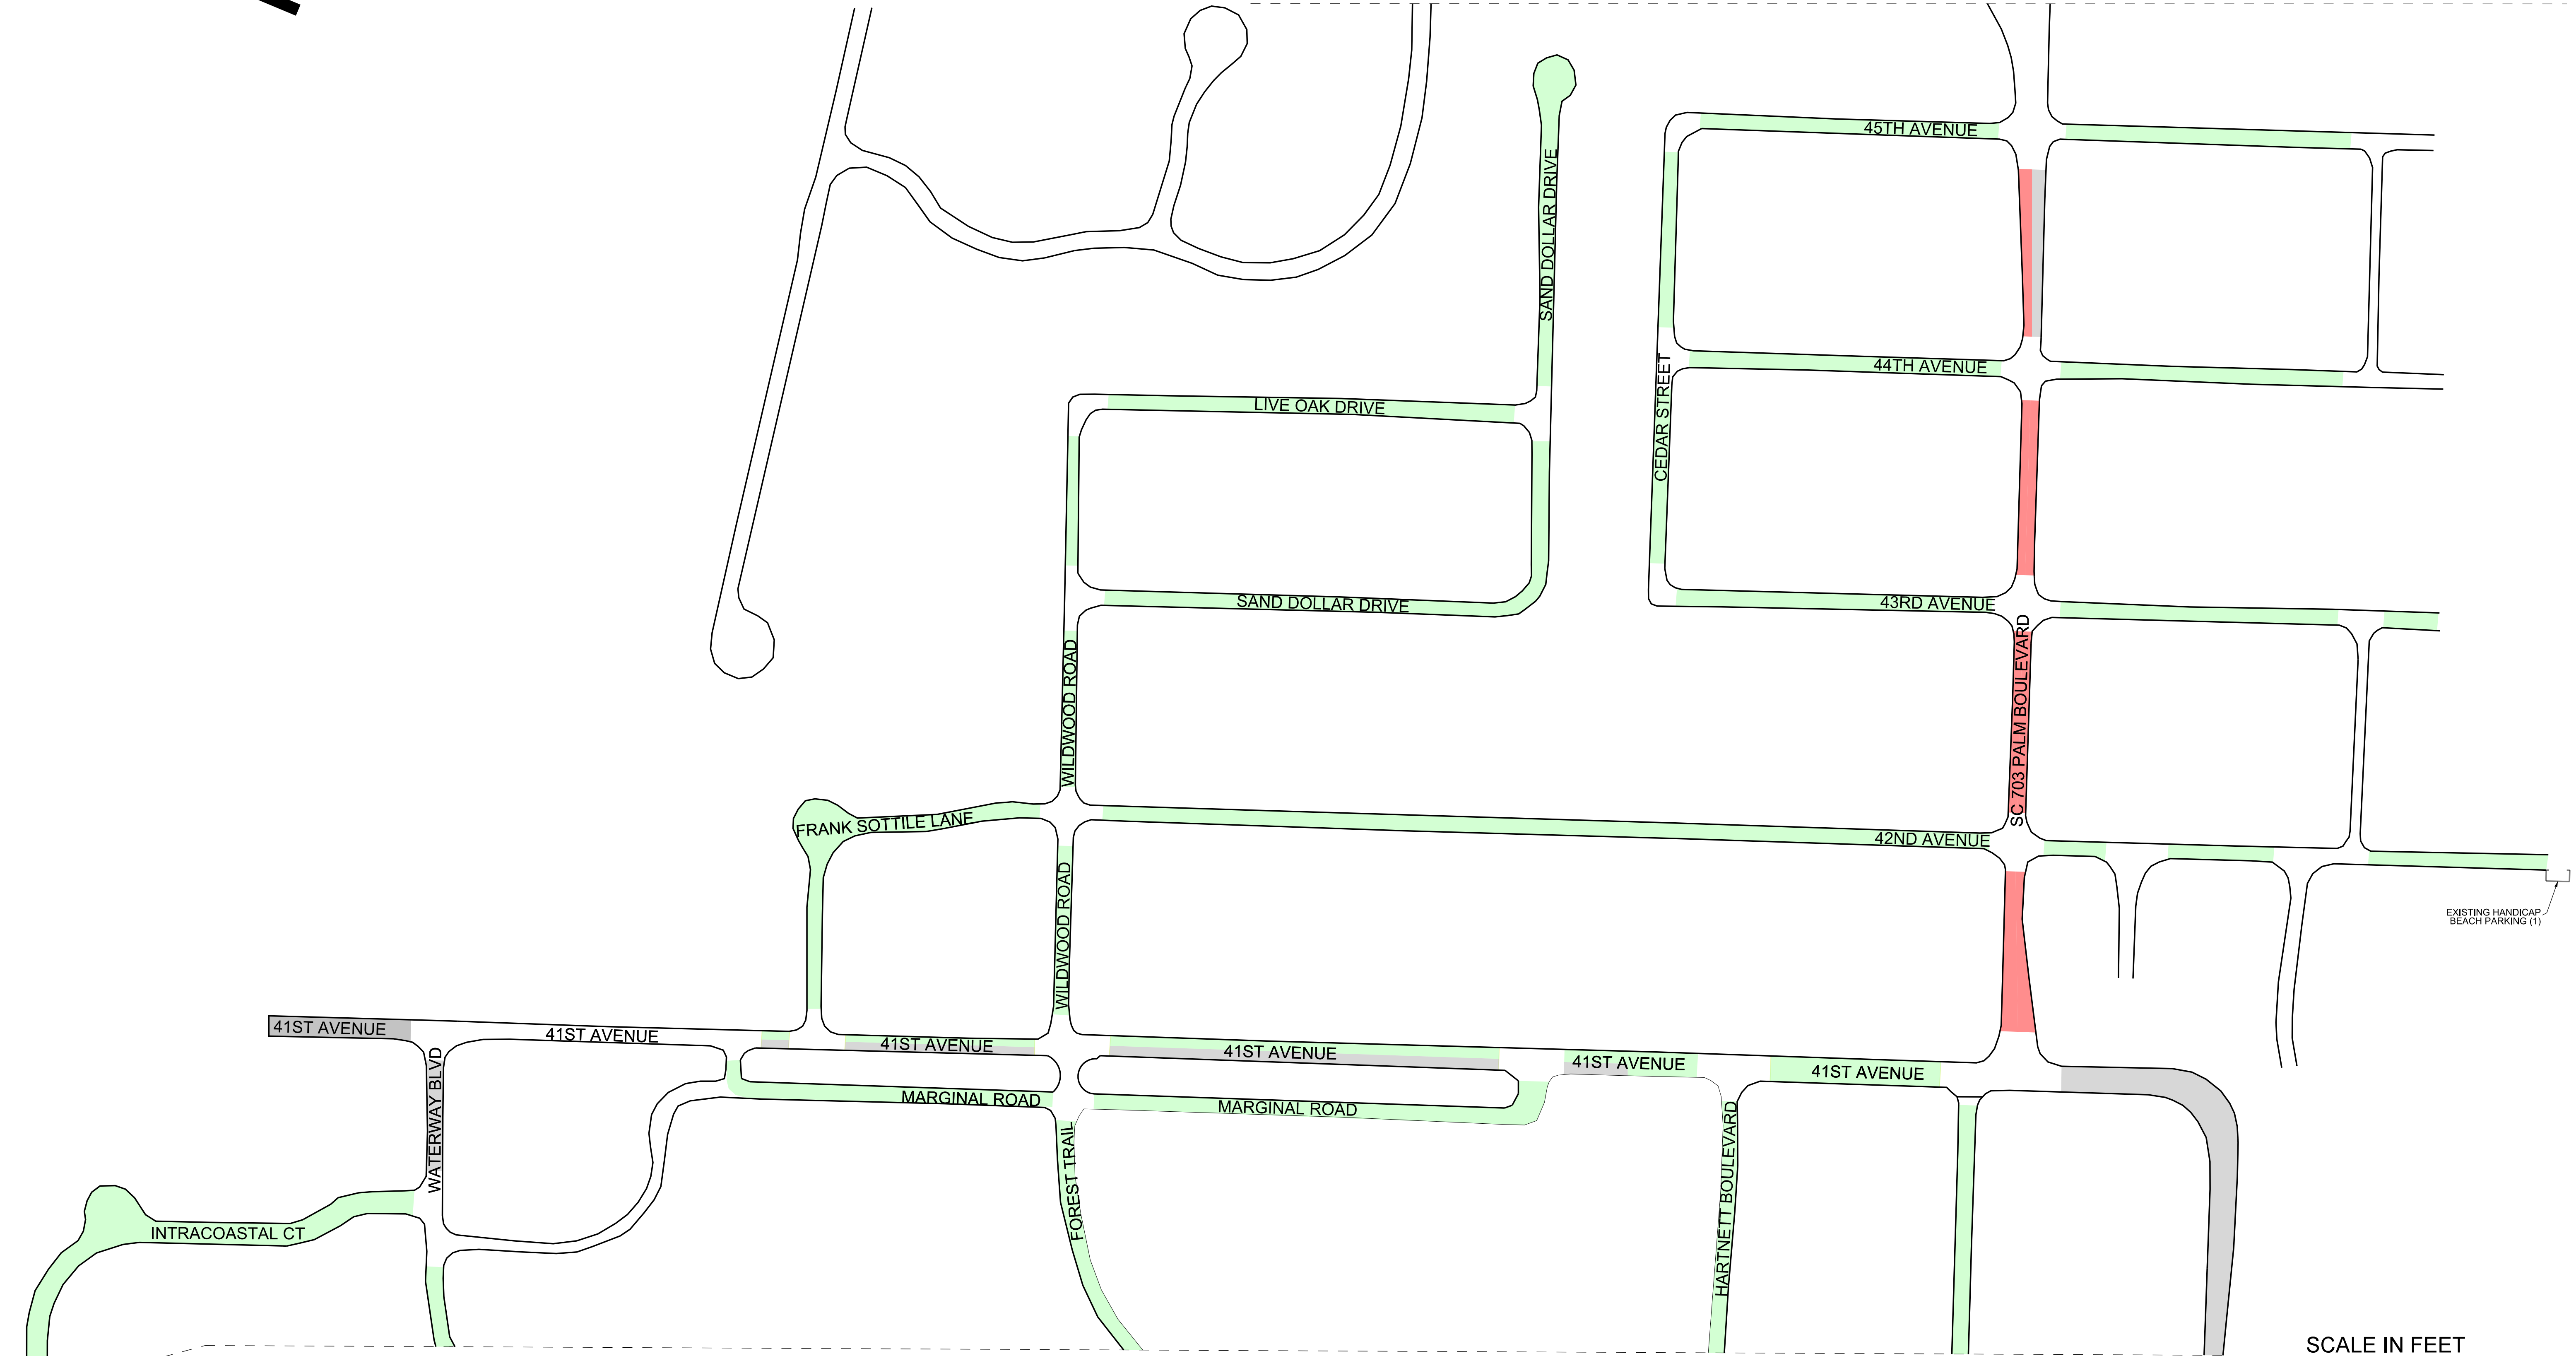 45TH AVENUE
SAND DOLLAR DRIVE
44TH AVENUE
CEDAR STREET
LIVE OAK DRIVE
SAND DOLLAR DRIVE
43RD AVENUE
SC 703 PALM BOULEVARD
WILDWOOD ROAD
FRANK SOTTILE LANE
42ND AVENUE
WILDWOOD ROAD
EXISTING HANDICAP
BEACH PARKING (1)
41ST AVENUE
41ST AVENUE
41ST AVENUE
41ST AVENUE
41ST AVENUE
41ST AVENUE
WATERWAY BLVD
MARGINAL ROAD
MARGINAL ROAD
FOREST TRAIL
HARTNETT BOULEVARD
INTRACOASTAL CT
SCALE IN FEET